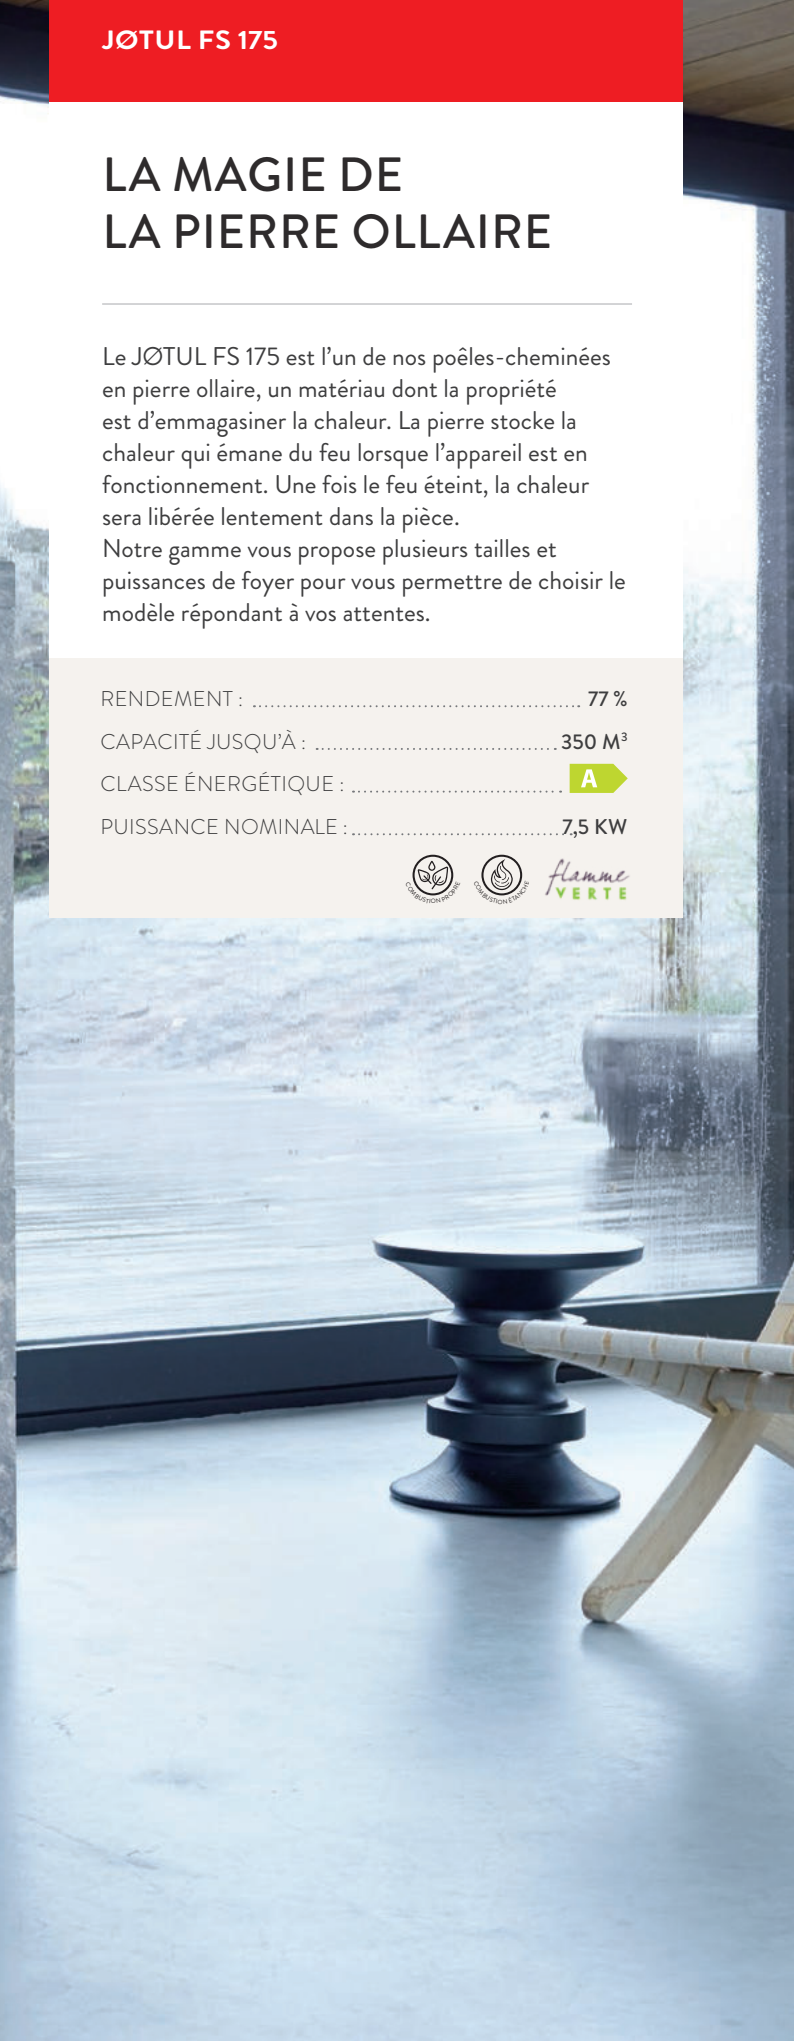 JØTUL FS 175
LA MAGIE DE
LA PIERRE OLLAIRE
Le JØTUL FS 175 est l’un de nos poêles-cheminées
en pierre ollaire, un matériau dont la propriété
est d’emmagasiner la chaleur. La pierre stocke la
chaleur qui émane du feu lorsque l’appareil est en
fonctionnement. Une fois le feu éteint, la chaleur
sera libérée lentement dans la pièce.
Notre gamme vous propose plusieurs tailles et
puissances de foyer pour vous permettre de choisir le
modèle répondant à vos attentes.
RENDEMENT : 77 %
CAPACITÉ JUSQU’À : 350 M³
CLASSE ÉNERGÉTIQUE : A
PUISSANCE NOMINALE : 7,5 KW
COMBUSTION PROPRE
COMBUSTION ÉTANCHE
flamme
VERTE